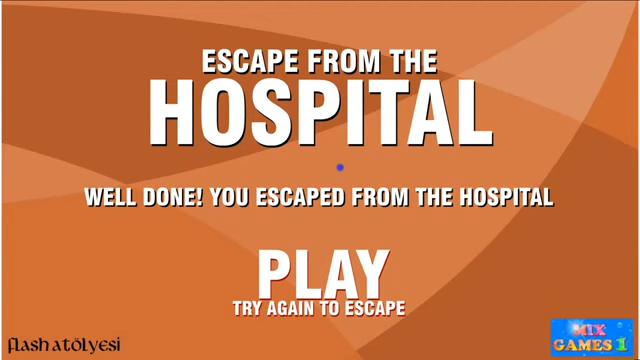 ESCAPE FROM THE
HOSPITAL
WELL DONE! YOU ESCAPED FROM THE HOSPITAL
PLAY
TRY AGAIN TO ESCAPE
flash atölyesi
MIX
GAMES 1